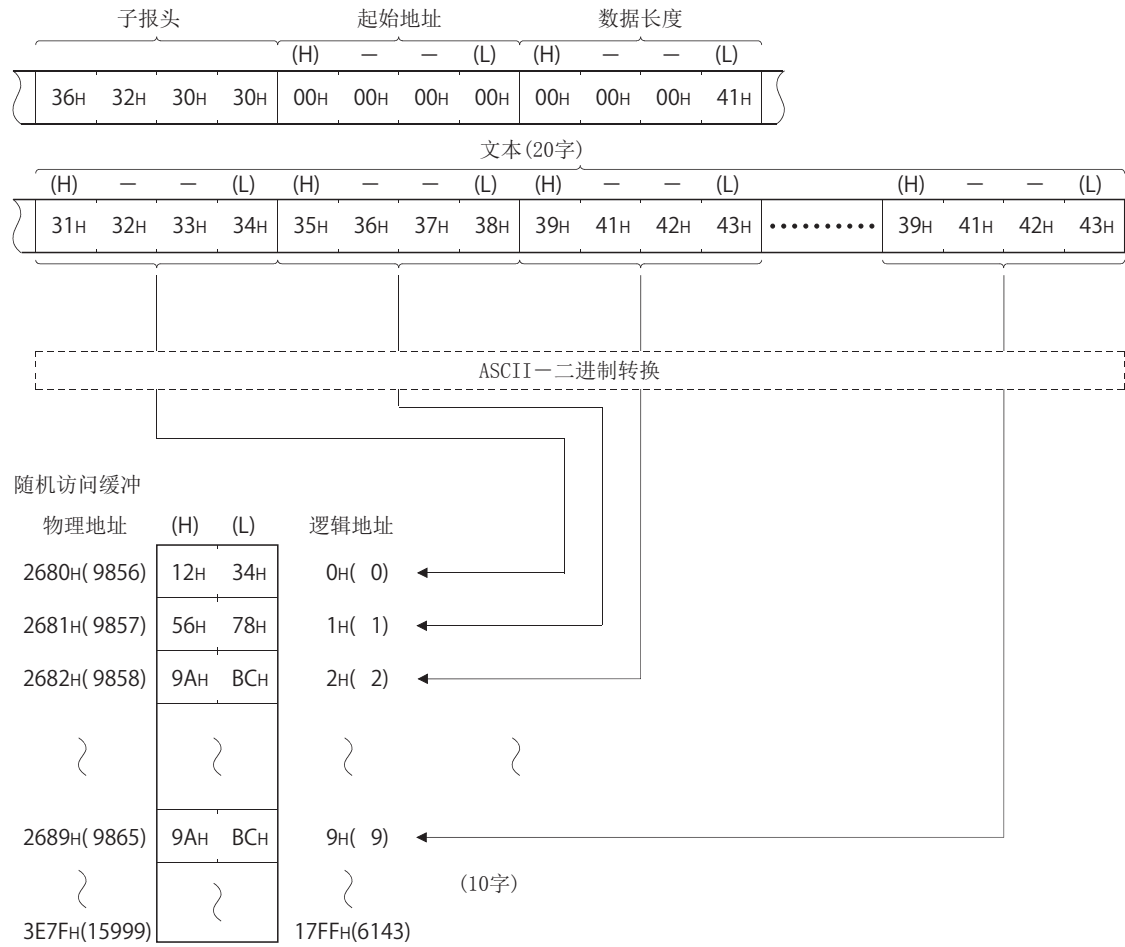 子报头 起始地址 数据长度
(H) － － (L) (H) － － (L)
36H 32H 30H 30H 00H 00H 00H 00H 00H 00H 00H 41H
文本(20字)
(H) － － (L) (H) － － (L) (H) － － (L) (H) － － (L)
31H 32H 33H 34H 35H 36H 37H 38H 39H 41H 42H 43H •••••••••• 39H 41H 42H 43H
ASCII－二进制转换
随机访问缓冲
物理地址 (H) (L) 逻辑地址
2680H( 9856) 12H 34H 0H( 0)
2681H( 9857) 56H 78H 1H( 1)
2682H( 9858) 9AH BCH 2H( 2)
2689H( 9865) 9AH BCH 9H( 9)
(10字)
3E7FH(15999) 17FFH(6143)